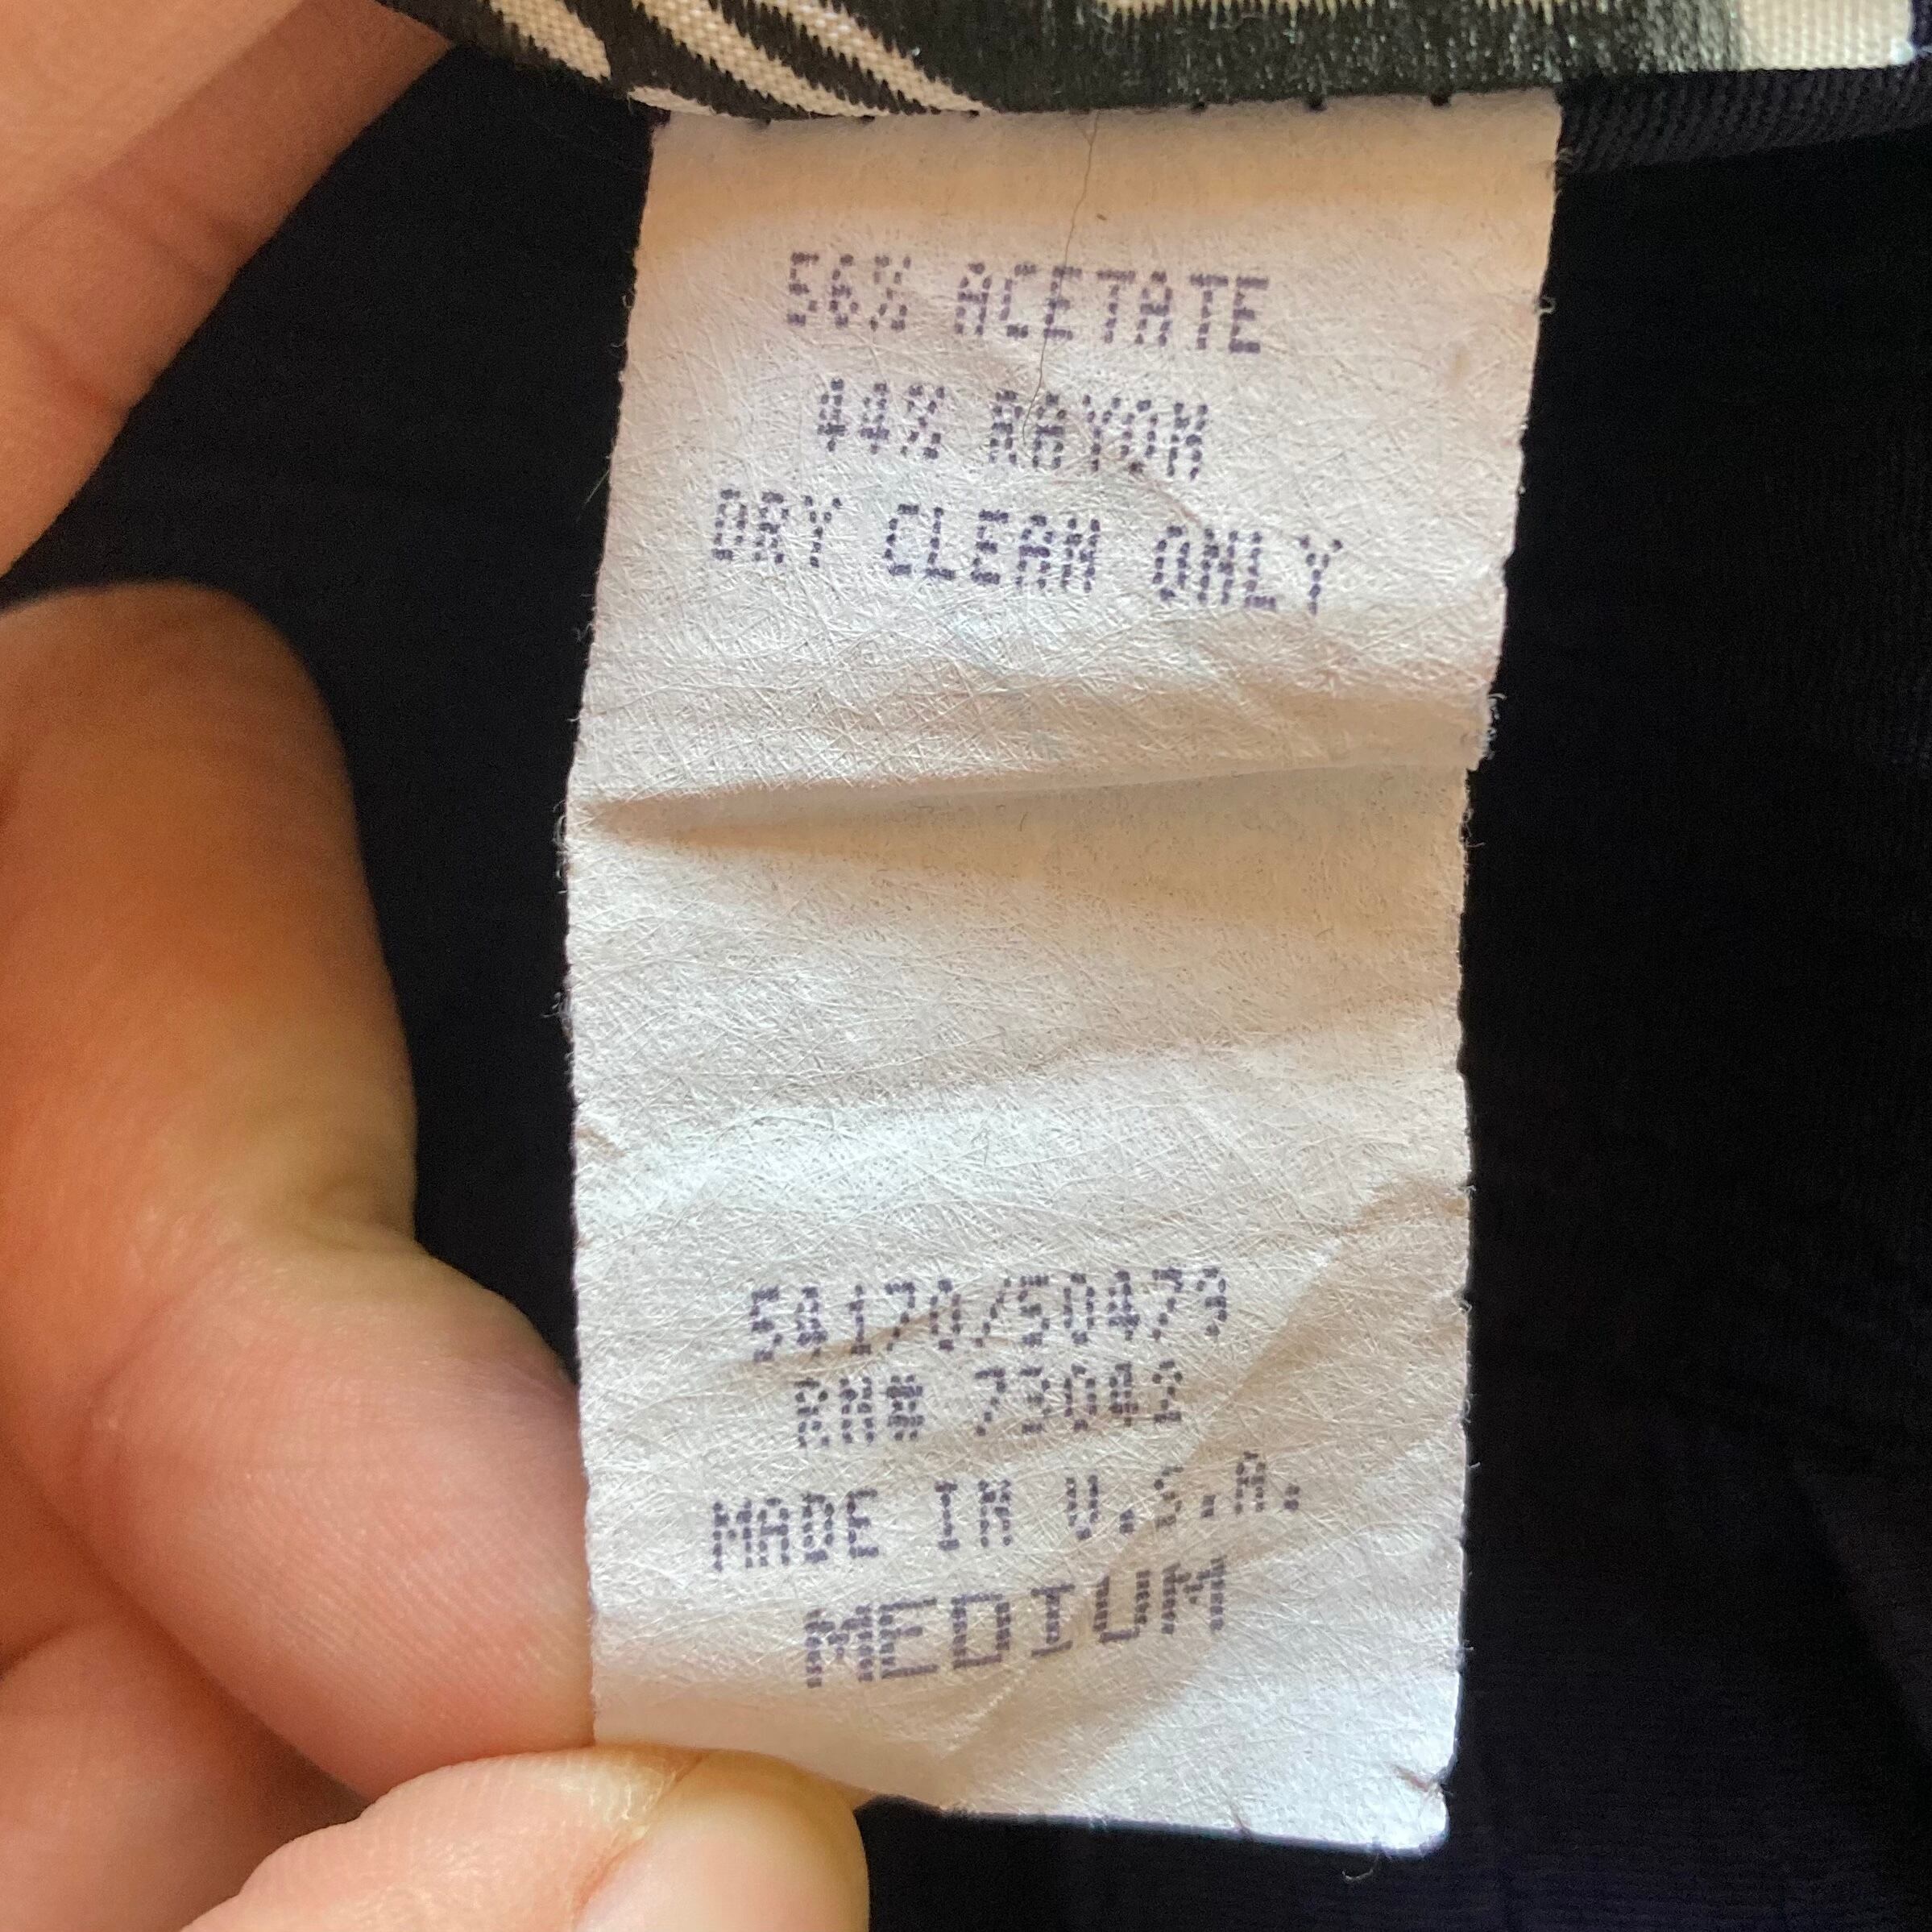 56% ACETATE
44% RAYON
DRY CLEAN ONLY
5A170/50479
RN# 73042
MADE IN U.S.A.
MEDIUM